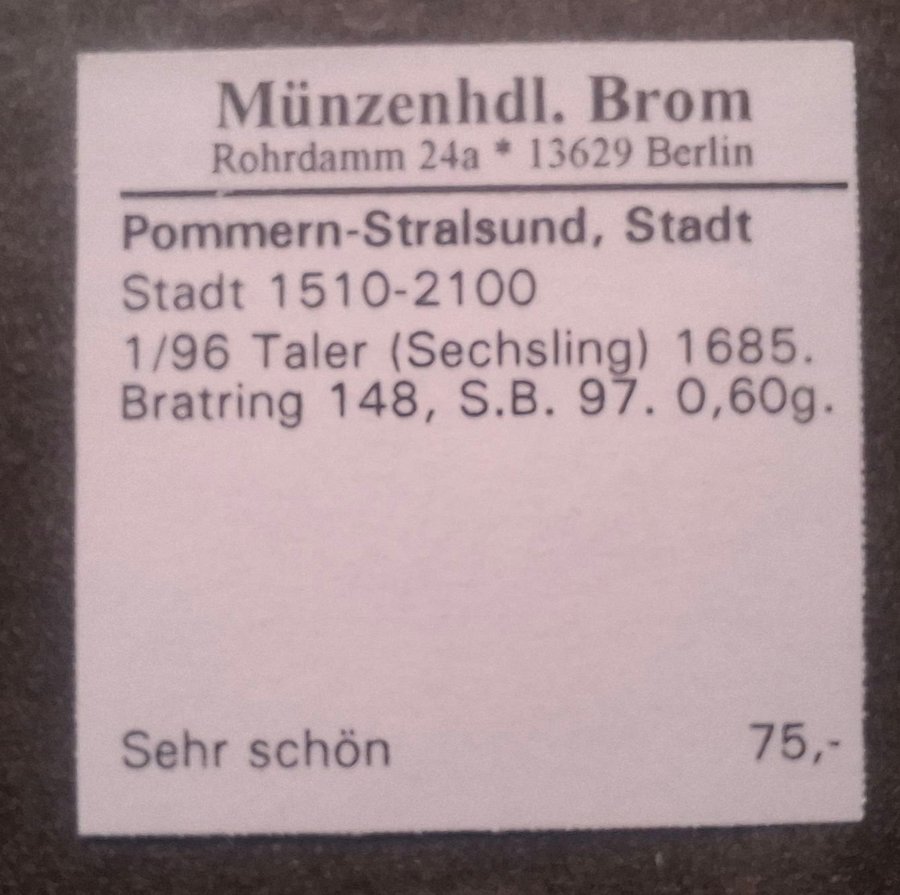 Münzenhdl. Brom
Rohrdamm 24a * 13629 Berlin
Pommern-Stralsund, Stadt
Stadt 1510-2100
1/96 Taler (Sechsling) 1685.
Bratring 148, S.B. 97. 0,60g.
Sehr schön 75,-